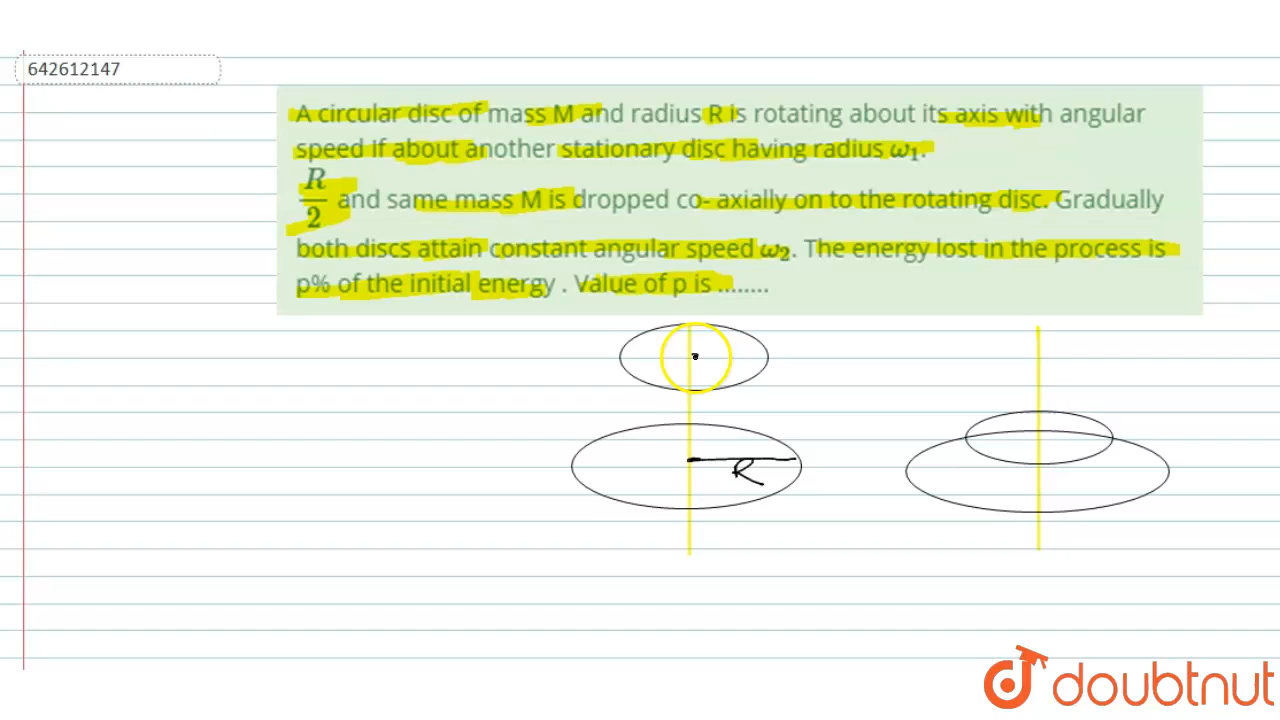 642612147
A circular disc of mass M and radius R is rotating about its axis with angular
speed If about another stationary disc having radius ω₁.
R/2 and same mass M is dropped co- axially on to the rotating disc. Gradually
both discs attain constant angular speed ω₂. The energy lost in the process is
p% of the initial energy . Value of p is ........
R
doubtnut